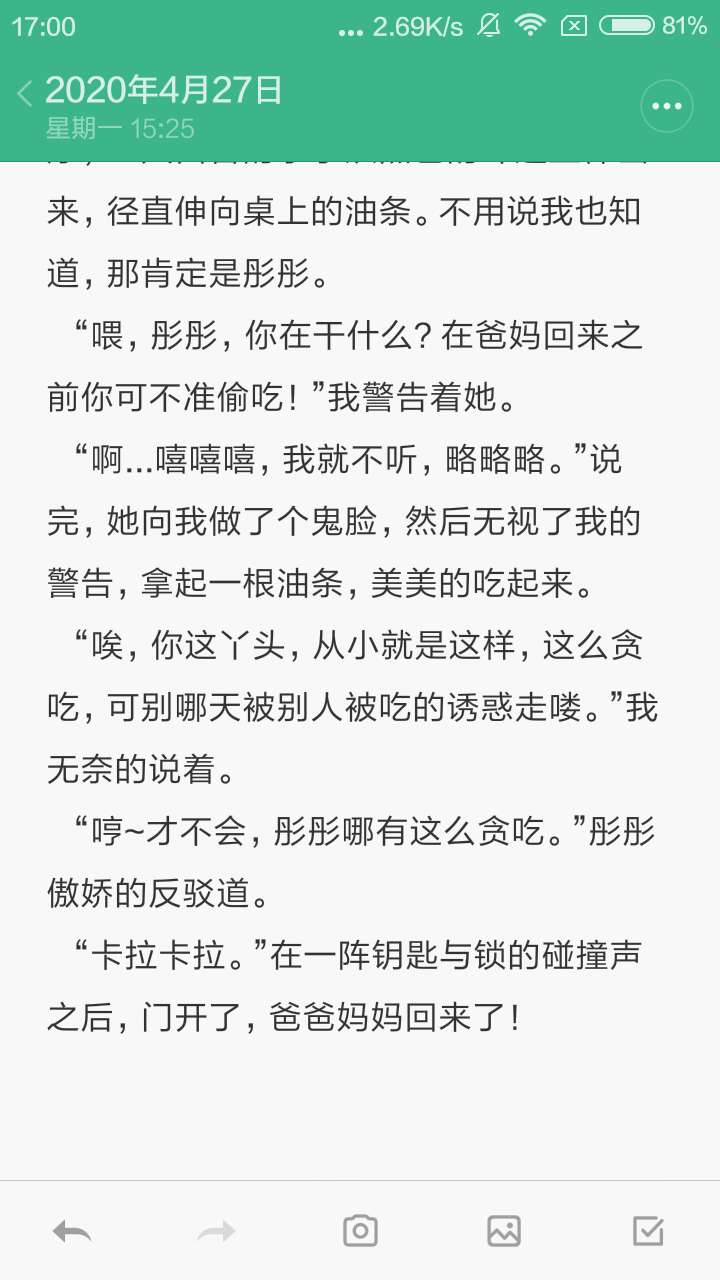 17:00
... 2.69K/s 81%
2020年4月27日
星期一 15:25
来，径直伸向桌上的油条。不用说我也知
道，那肯定是彤彤。
“喂，彤彤，你在干什么？在爸妈回来之
前你可不准偷吃！”我警告着她。
“啊...嘻嘻嘻，我就不听，略略略。”说
完，她向我做了个鬼脸，然后无视了我的
警告，拿起一根油条，美美的吃起来。
“唉，你这丫头，从小就是这样，这么贪
吃，可别哪天被别人被吃的诱惑走喽。”我
无奈的说着。
“哼~才不会，彤彤哪有这么贪吃。”彤彤
傲娇的反驳道。
“卡拉卡拉。”在一阵钥匙与锁的碰撞声
之后，门开了，爸爸妈妈回来了！